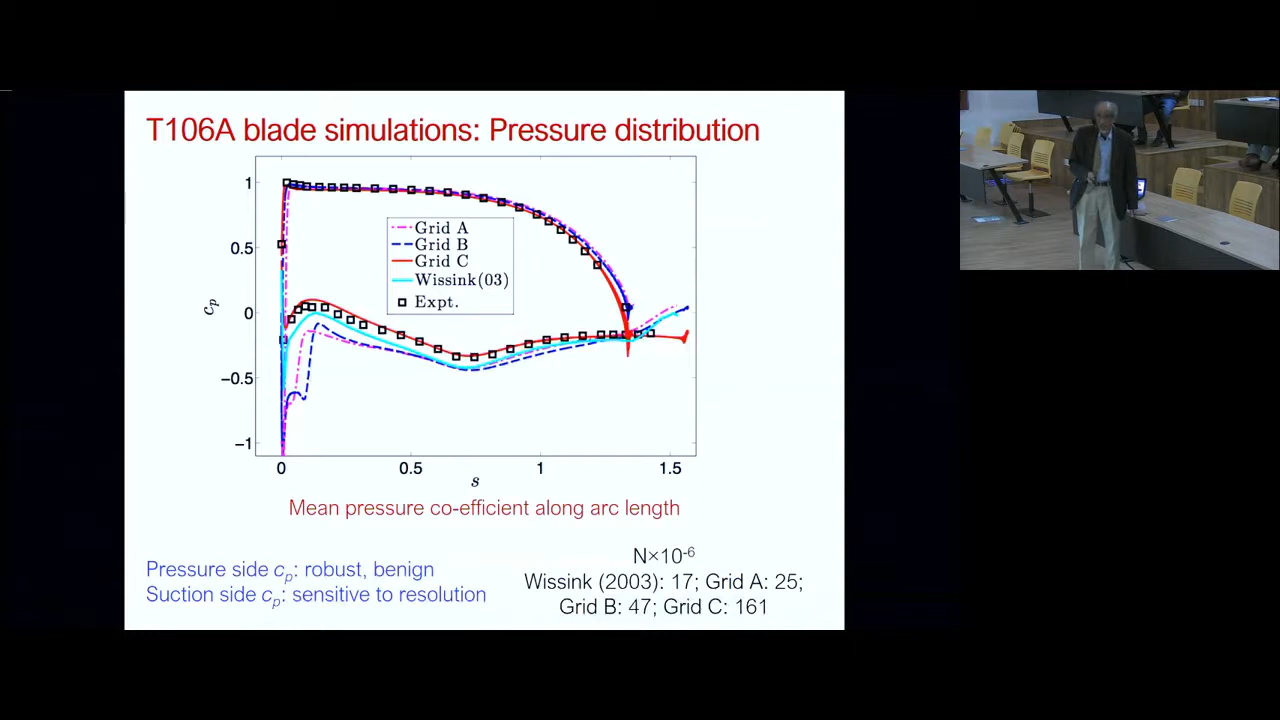 T106A blade simulations: Pressure distribution
1
0.5
0
−0.5
−1
c_p
Grid A
Grid B
Grid C
Wissink(03)
Expt.
0
0.5
1
1.5
s
Mean pressure co-efficient along arc length
Pressure side c_p: robust, benign
Suction side c_p: sensitive to resolution
N×10⁻⁶
Wissink (2003): 17; Grid A: 25;
Grid B: 47; Grid C: 161